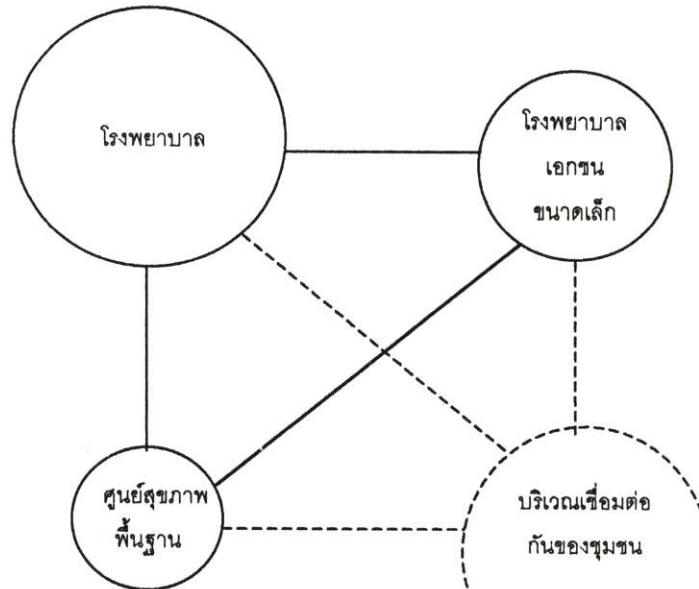 โรงพยาบาล
โรงพยาบาล
เอกชน
ขนาดเล็ก
ศูนย์สุขภาพ
พื้นฐาน
บริเวณเชื่อมต่อ
กันของชุมชน